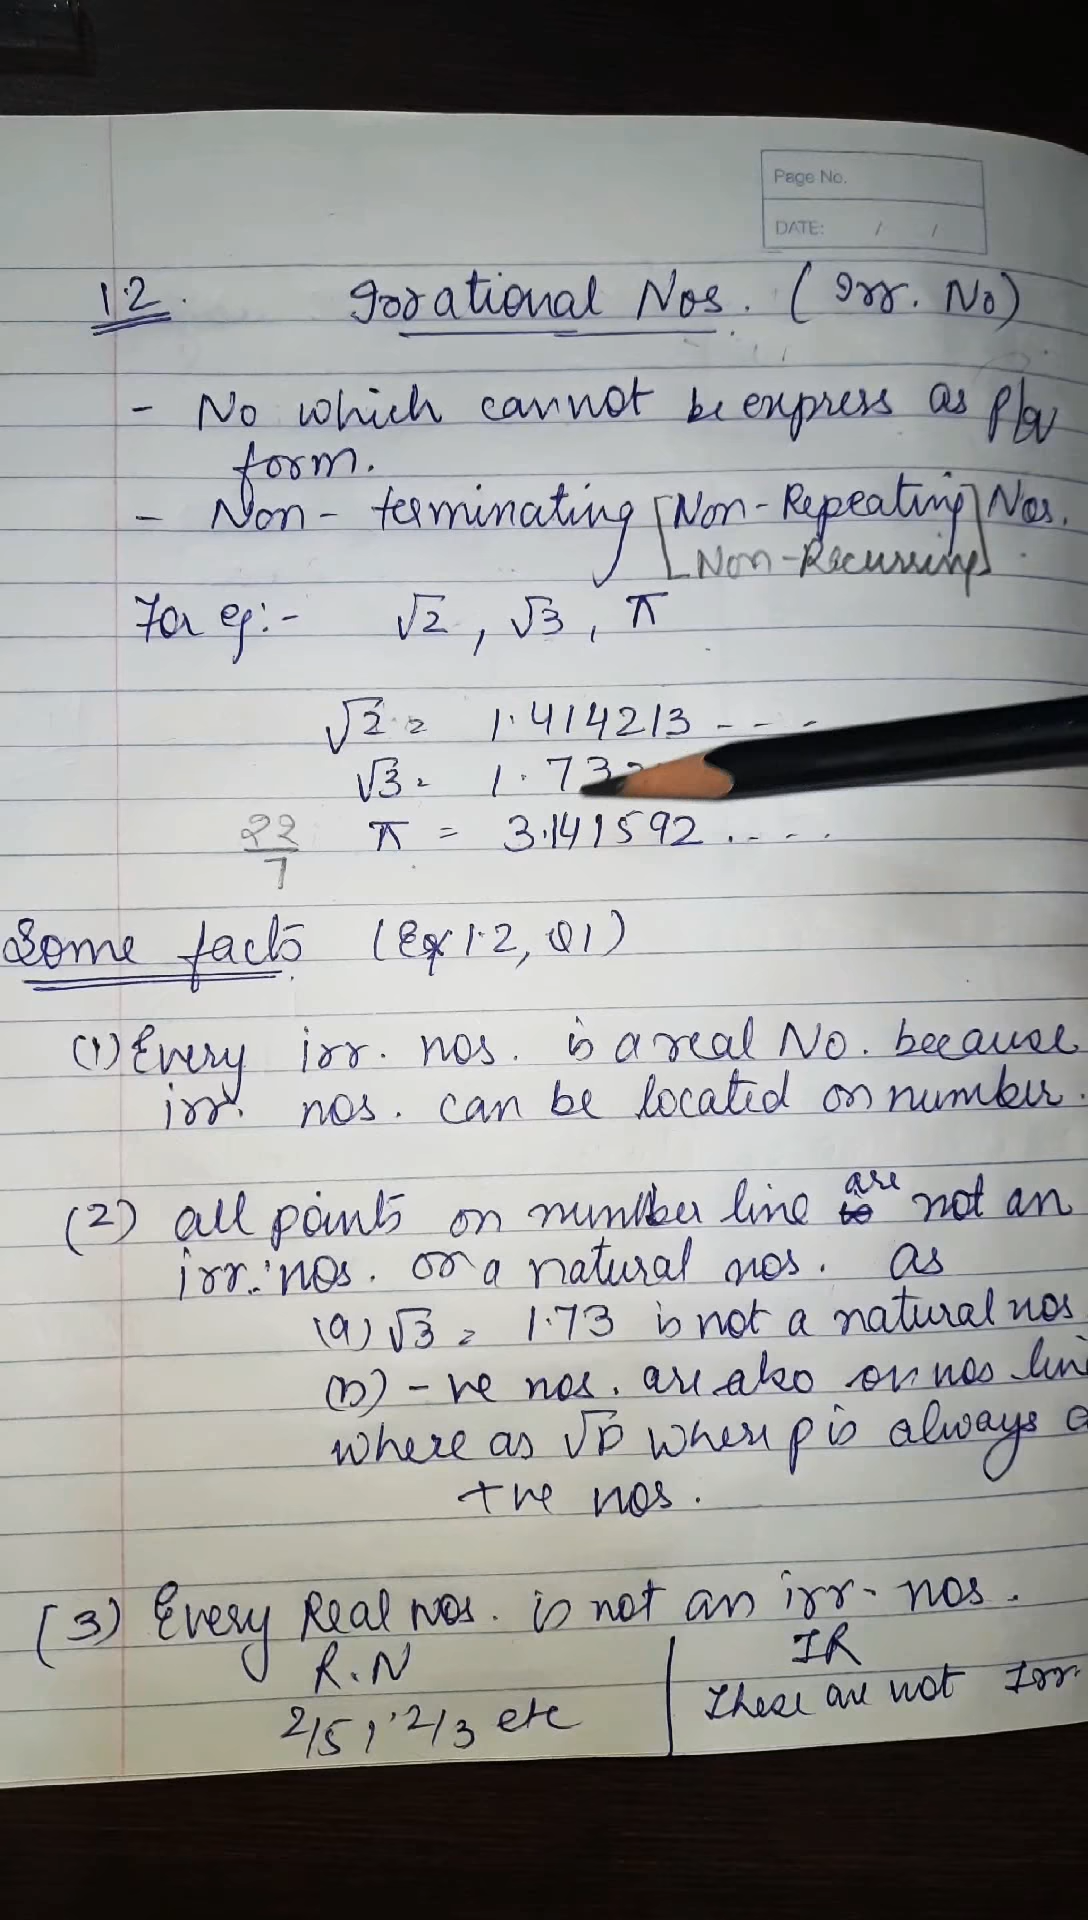 Page No.
DATE: / /
1.2. Irrational Nos. (Irr. No)
- No which cannot be express as p/q
form.
- Non-terminating [Non-Repeating] Nos.
[Non-Recurring]
For eg:- √2, √3, π
√2 = 1.414213 - - -
√3 = 1.73
22/7 π = 3.141592 . - - .
Some facts (Ex 1.2, Q1)
(1) Every irr. nos. is a real No. because
irr. nos. can be located on number.
(2) all points on number line are not an
irr. nos. or a natural nos. as
(a) √3 = 1.73 is not a natural nos
(b) -ve nos. are also on nos lin
where as √p where p is always a
+ve nos.
(3) Every Real nos. is not an irr- nos.
R.N | IR
2/5, 2/3 etc | These are not Irr